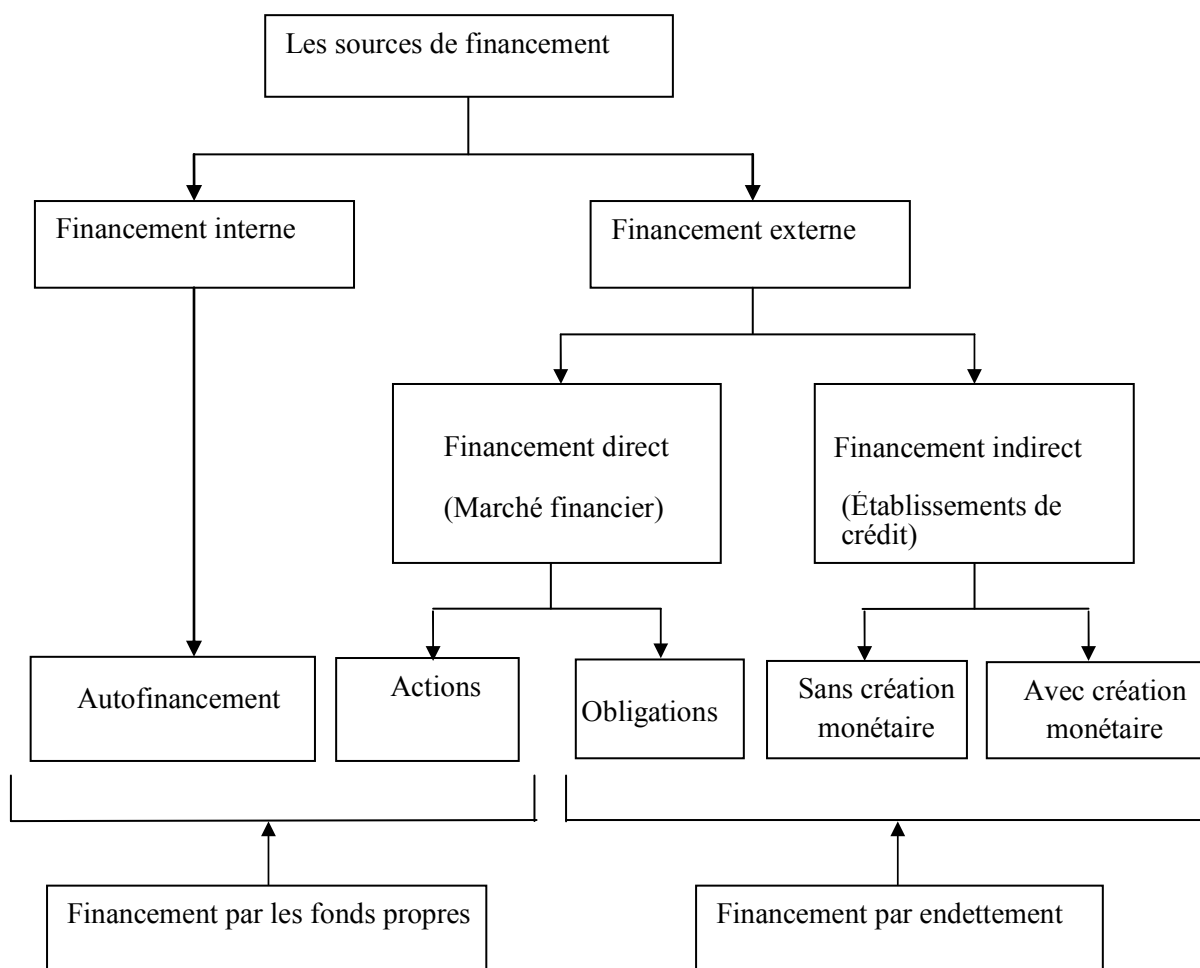 Les sources de financement
Financement interne
Financement externe
Financement direct
(Marché financier)
Financement indirect
(Établissements de
crédit)
Autofinancement
Actions
Obligations
Sans création
monétaire
Avec création
monétaire
Financement par les fonds propres
Financement par endettement